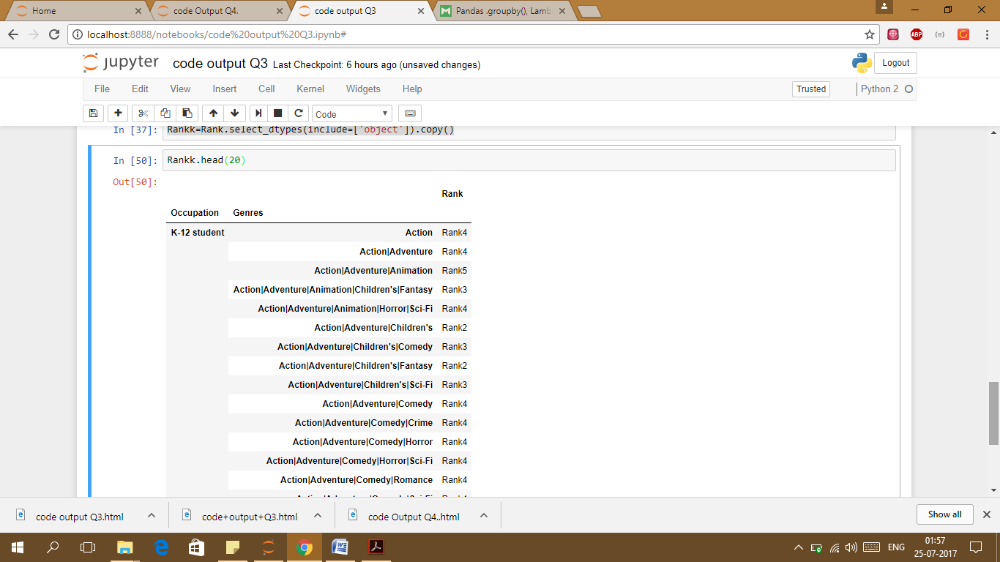 Home
code Output Q4.
code output Q3
Pandas .groupby(), Lamb
localhost:8888/notebooks/code%20output%20Q3.ipynb#
ABP
jupyter code output Q3 Last Checkpoint: 6 hours ago (unsaved changes)
Logout
File Edit View Insert Cell Kernel Widgets Help
Trusted
Python 2
Code
In [37]: Rankk=Rank.select_dtypes(include=['object']).copy()
In [50]: Rankk.head(20)
Out[50]:
Rank
Occupation Genres
K-12 student Action Rank4
Action|Adventure Rank4
Action|Adventure|Animation Rank5
Action|Adventure|Animation|Children's|Fantasy Rank3
Action|Adventure|Animation|Horror|Sci-Fi Rank4
Action|Adventure|Children's Rank2
Action|Adventure|Children's|Comedy Rank3
Action|Adventure|Children's|Fantasy Rank2
Action|Adventure|Children's|Sci-Fi Rank3
Action|Adventure|Comedy Rank4
Action|Adventure|Comedy|Crime Rank4
Action|Adventure|Comedy|Horror Rank4
Action|Adventure|Comedy|Horror|Sci-Fi Rank4
Action|Adventure|Comedy|Romance Rank4
code output Q3.html
code+output+Q3.html
code Output Q4..html
Show all
ENG
01:57
25-07-2017